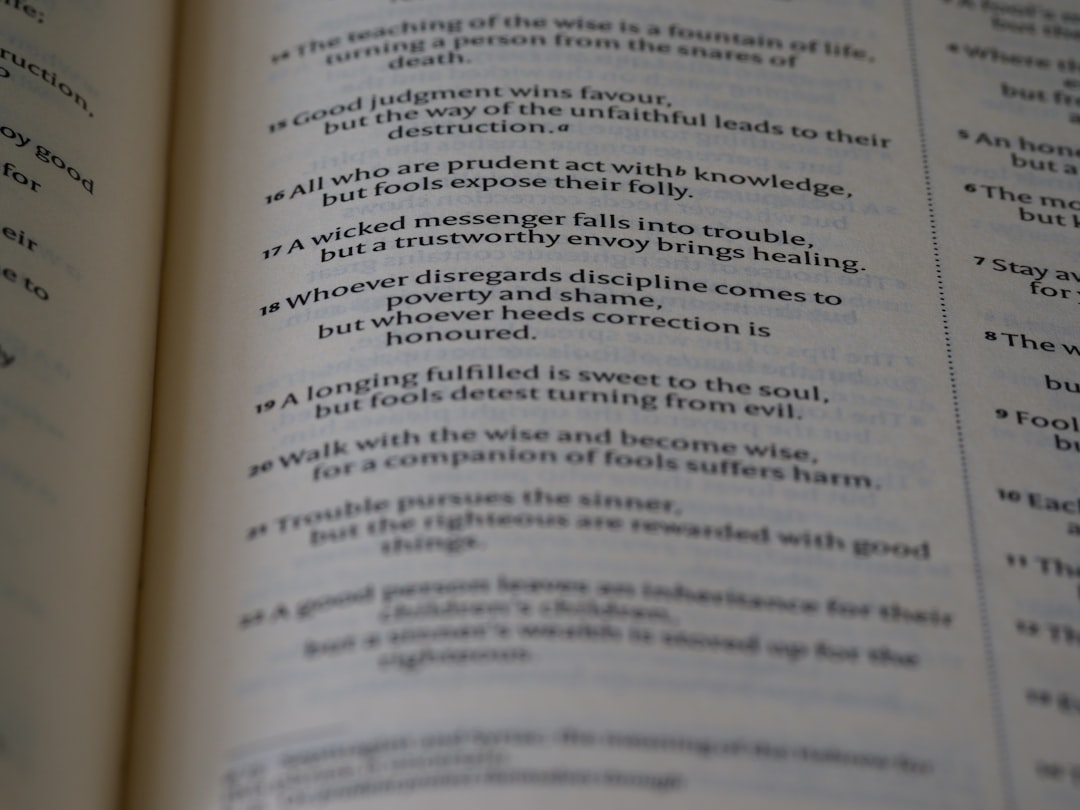 fe;
ruction,
oy good
for
eir
e to
14 The teaching of the wise is a fountain of life,
turning a person from the snares of
death.
15 Good judgment wins favour,
but the way of the unfaithful leads to their
destruction.a
16 All who are prudent act withb knowledge,
but fools expose their folly.
17 A wicked messenger falls into trouble,
but a trustworthy envoy brings healing.
18 Whoever disregards discipline comes to
poverty and shame,
but whoever heeds correction is
honoured.
19 A longing fulfilled is sweet to the soul,
but fools detest turning from evil.
20 Walk with the wise and become wise,
for a companion of fools suffers harm.
21 Trouble pursues the sinner,
but the righteous are rewarded with good
things.
22 A good person leaves an inheritance for their
children's children,
but a sinner's wealth is stored up for the
righteous.
Where th
but fr
5 An hone
but a
6 The mo
but k
7 Stay av
for
8 The w
bu
9 Fool
bu
10 Each
a
11 The
12 Th